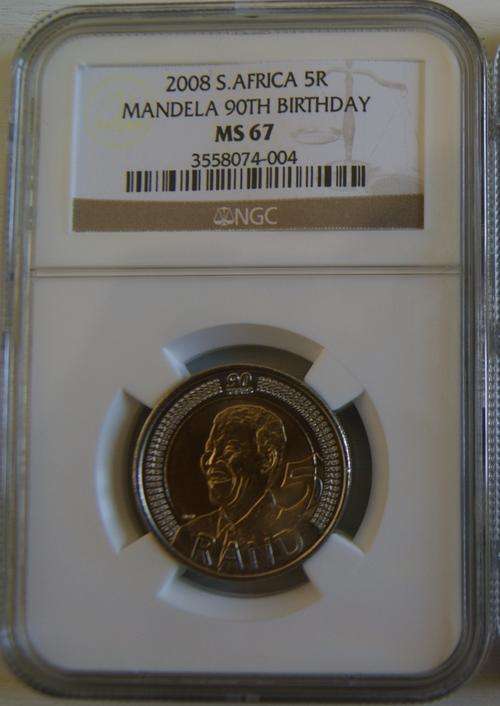 2008 S.AFRICA 5R
MANDELA 90TH BIRTHDAY
MS 67
3558074-004
NGC
90
5
RAND